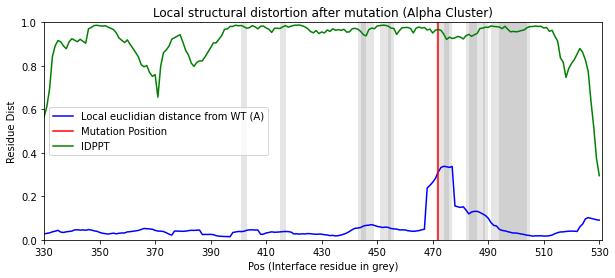 Local structural distortion after mutation (Alpha Cluster)
Residue Dist
1.0
0.8
0.6
0.4
0.2
0.0
Local euclidian distance from WT (A)
Mutation Position
IDPPT
330 350 370 390 410 430 450 470 490 510 530
Pos (Interface residue in grey)